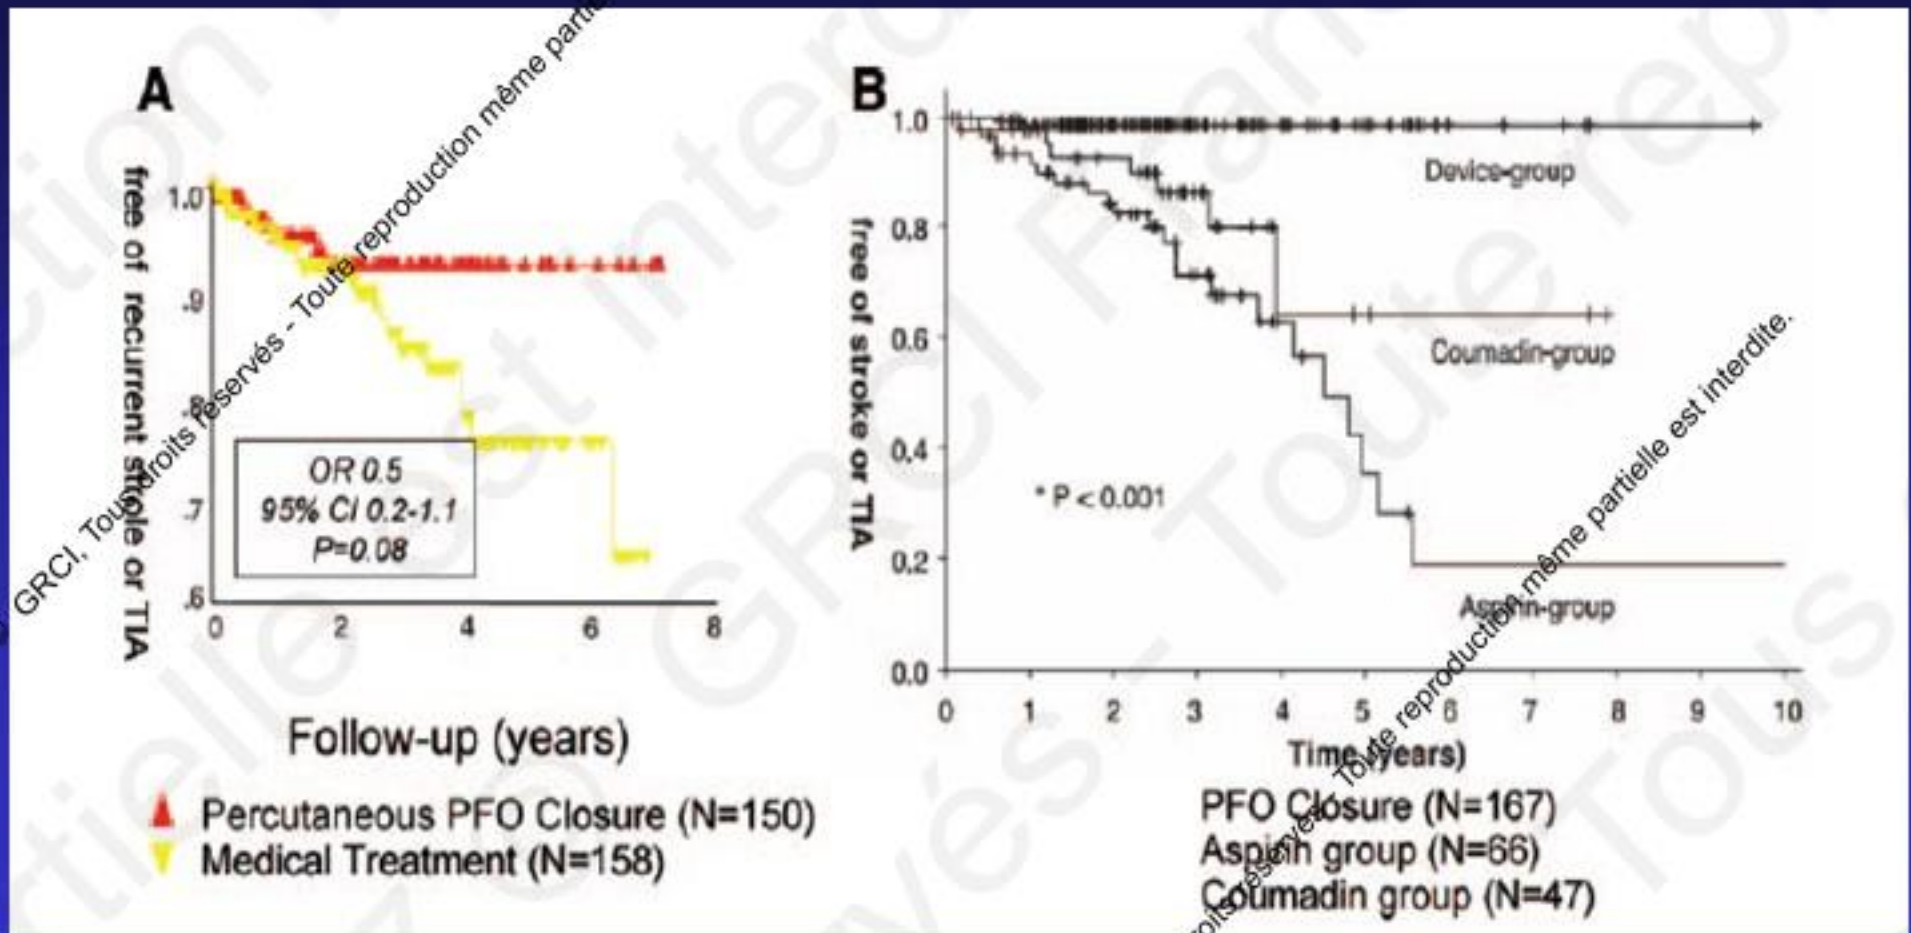 A
free of recurrent stroke or TIA
1.0
.9
.8
.7
.6
0 2 4 6 8
OR 0.5
95% CI 0.2-1.1
P=0.08
Follow-up (years)
Percutaneous PFO Closure (N=150)
Medical Treatment (N=158)
B
free of stroke or TIA
1.0
0.8
0.6
0.4
0.2
0.0
0 1 2 3 4 5 6 7 8 9 10
Device-group
Coumadin-group
* P < 0.001
Aspirin-group
Time (years)
PFO Closure (N=167)
Aspirin group (N=66)
Coumadin group (N=47)
GRCI, Tous droits réservés - Toute reproduction même partie
droits réservés - Toute reproduction même partielle est interdite.